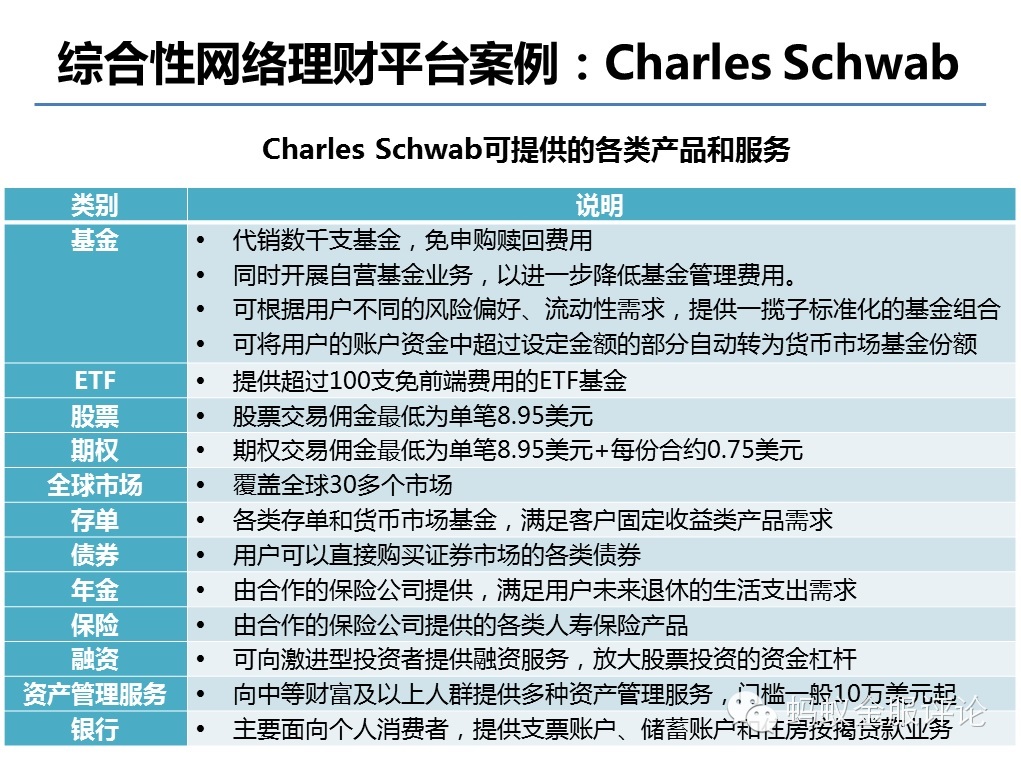 综合性网络理财平台案例：Charles Schwab
Charles Schwab可提供的各类产品和服务
类别 说明
基金 • 代销数千支基金，免申购赎回费用
• 同时开展自营基金业务，以进一步降低基金管理费用。
• 可根据用户不同的风险偏好、流动性需求，提供一揽子标准化的基金组合
• 可将用户的账户资金中超过设定金额的部分自动转为货币市场基金份额
ETF • 提供超过100支免前端费用的ETF基金
股票 • 股票交易佣金最低为单笔8.95美元
期权 • 期权交易佣金最低为单笔8.95美元+每份合约0.75美元
全球市场 • 覆盖全球30多个市场
存单 • 各类存单和货币市场基金，满足客户固定收益类产品需求
债券 • 用户可以直接购买证券市场的各类债券
年金 • 由合作的保险公司提供，满足用户未来退休的生活支出需求
保险 • 由合作的保险公司提供的各类人寿保险产品
融资 • 可向激进型投资者提供融资服务，放大股票投资的资金杠杆
资产管理服务 • 向中等财富及以上人群提供多种资产管理服务，门槛一般10万美元起
银行 • 主要面向个人消费者，提供支票账户、储蓄账户和住房按揭贷款业务
蚂蚁金服评论